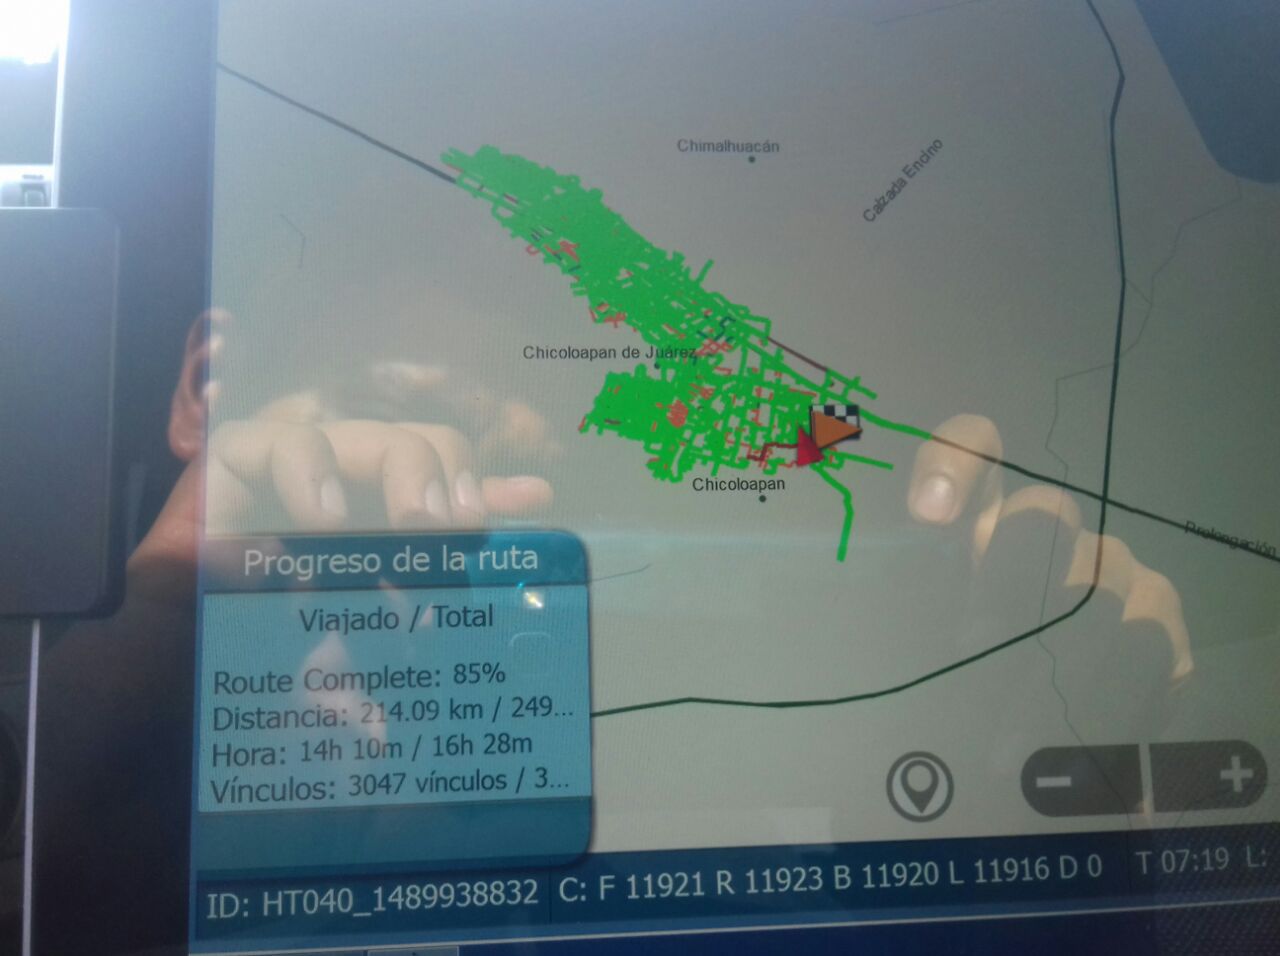 Chimalhuacán
Calzada Encino
Chicoloapan de Juárez
Chicoloapan
Prolongación
Progreso de la ruta
Viajado / Total
Route Complete: 85%
Distancia: 214.09 km / 249...
Hora: 14h 10m / 16h 28m
Vínculos: 3047 vínculos / 3...
ID: HT040_1489938832 C: F 11921 R 11923 B 11920 L 11916 D 0 T 07:19 L: